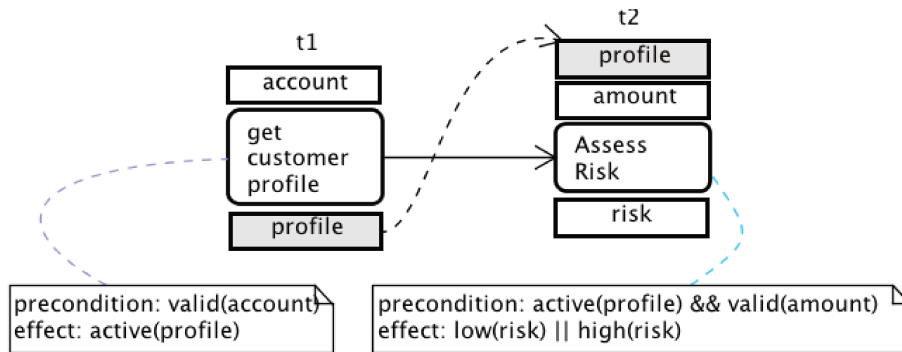 t1
account
get
customer
profile
profile
t2
profile
amount
Assess
Risk
risk
precondition: valid(account)
effect: active(profile)
precondition: active(profile) && valid(amount)
effect: low(risk) || high(risk)